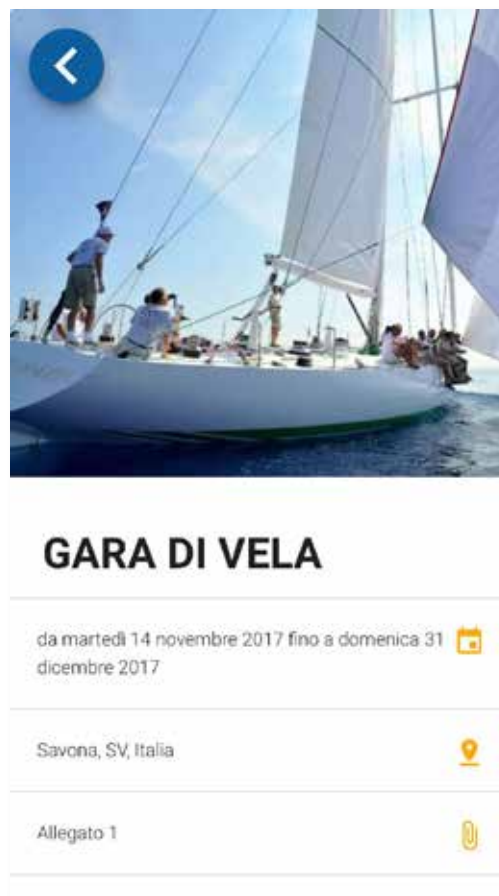 GARA DI VELA
da martedì 14 novembre 2017 fino a domenica 31
dicembre 2017
Savona, SV, Italia
Allegato 1